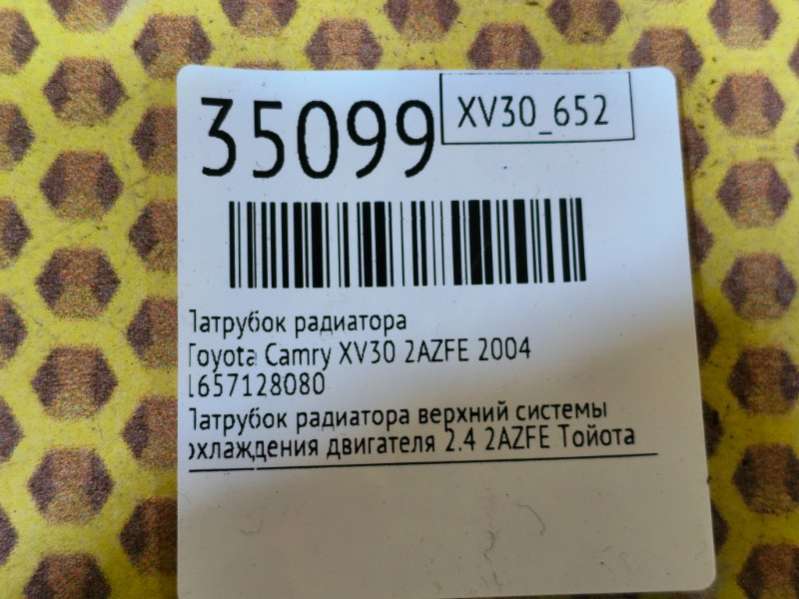 35099
XV30_652
Патрубок радиатора
Toyota Camry XV30 2AZFE 2004
1657128080
Патрубок радиатора верхний системы
охлаждения двигателя 2.4 2AZFE Тойота